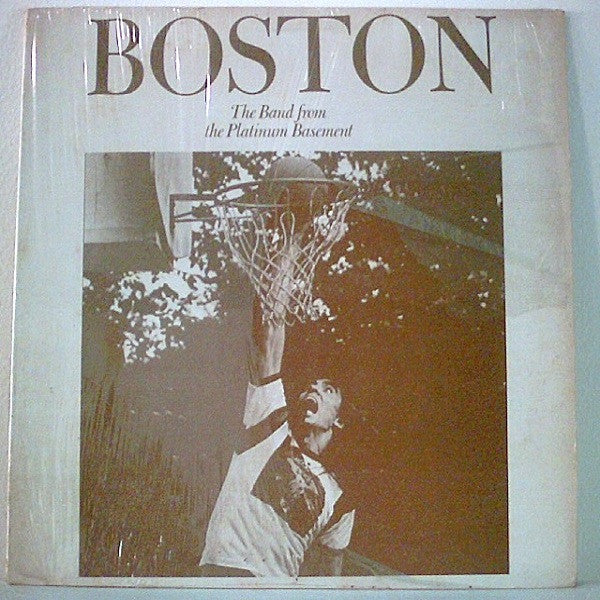 BOSTON
The Band from
the Platinum Basement